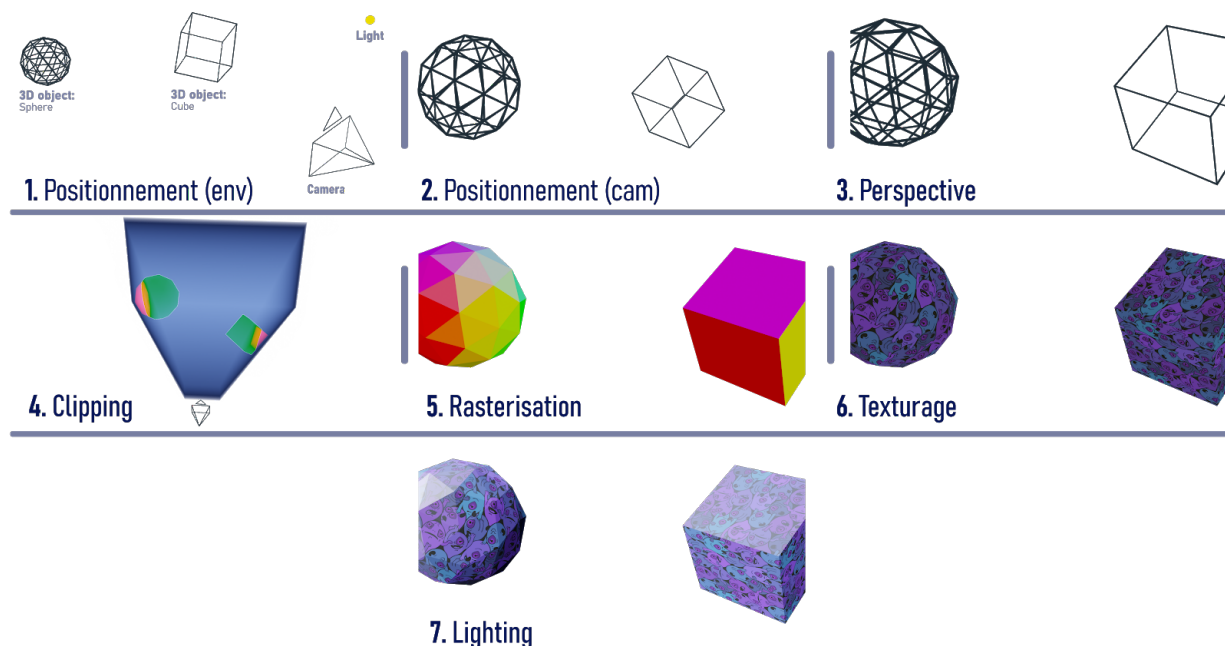 Light
3D object:
Sphere
3D object:
Cube
Camera
1. Positionnement (env)
2. Positionnement (cam)
3. Perspective
4. Clipping
5. Rasterisation
6. Texturage
7. Lighting